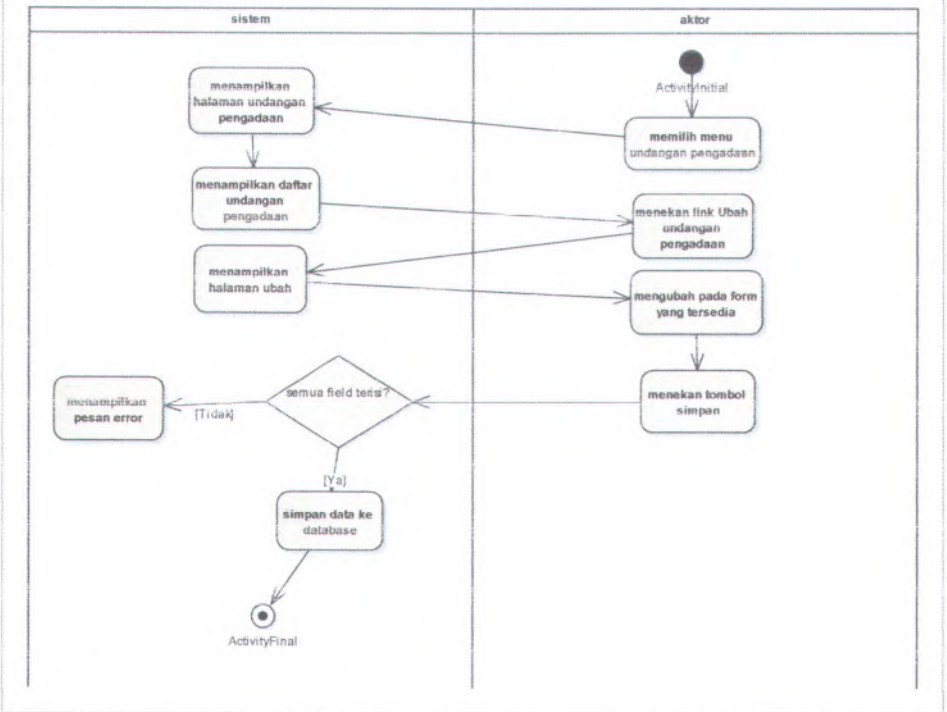 sistem
aktor
ActivityInitial
memilih menu
undangan pengadaan
menampilkan
halaman undangan
pengadaan
menampilkan daftar
undangan
pengadaan
menekan link Ubah
undangan
pengadaan
menampilkan
halaman ubah
mengubah pada form
yang tersedia
menekan tombol
simpan
semua field terisi?
[Tidak]
menampilkan
pesan error
[Ya]
simpan data ke
database
ActivityFinal